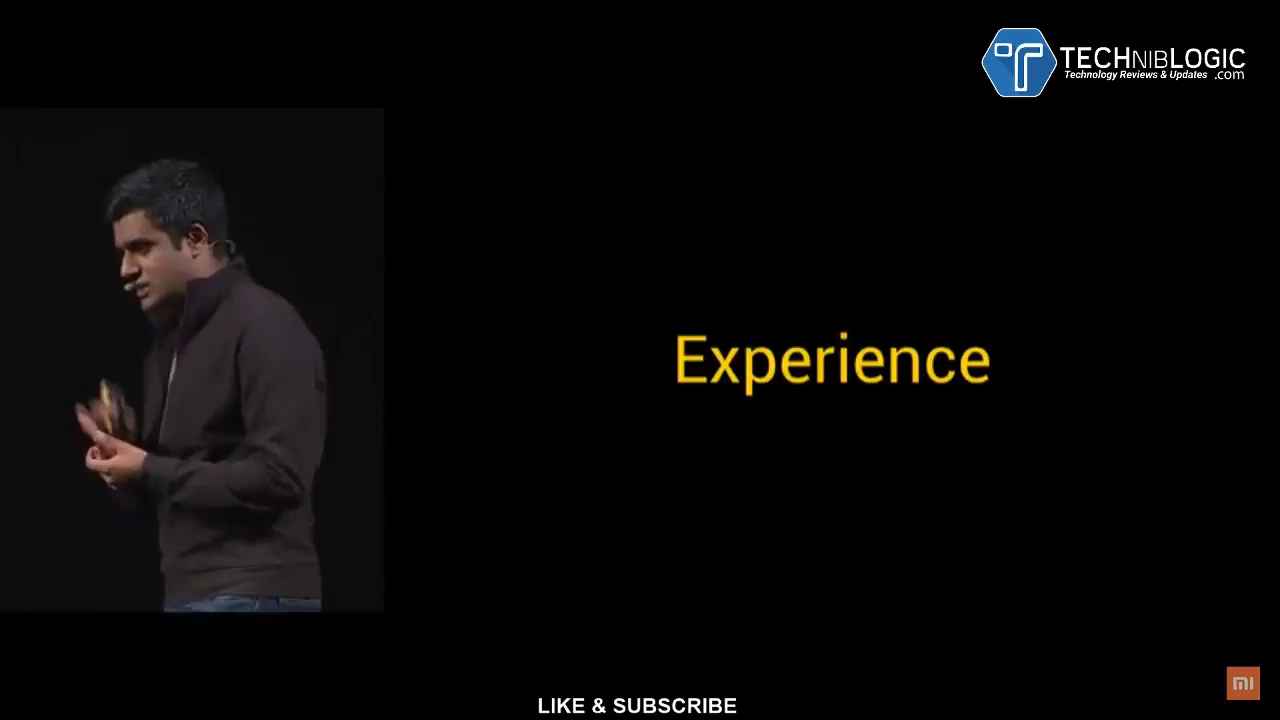 TECHNIBLOGIC
Technology Reviews & Updates .com
Experience
mi
LIKE & SUBSCRIBE